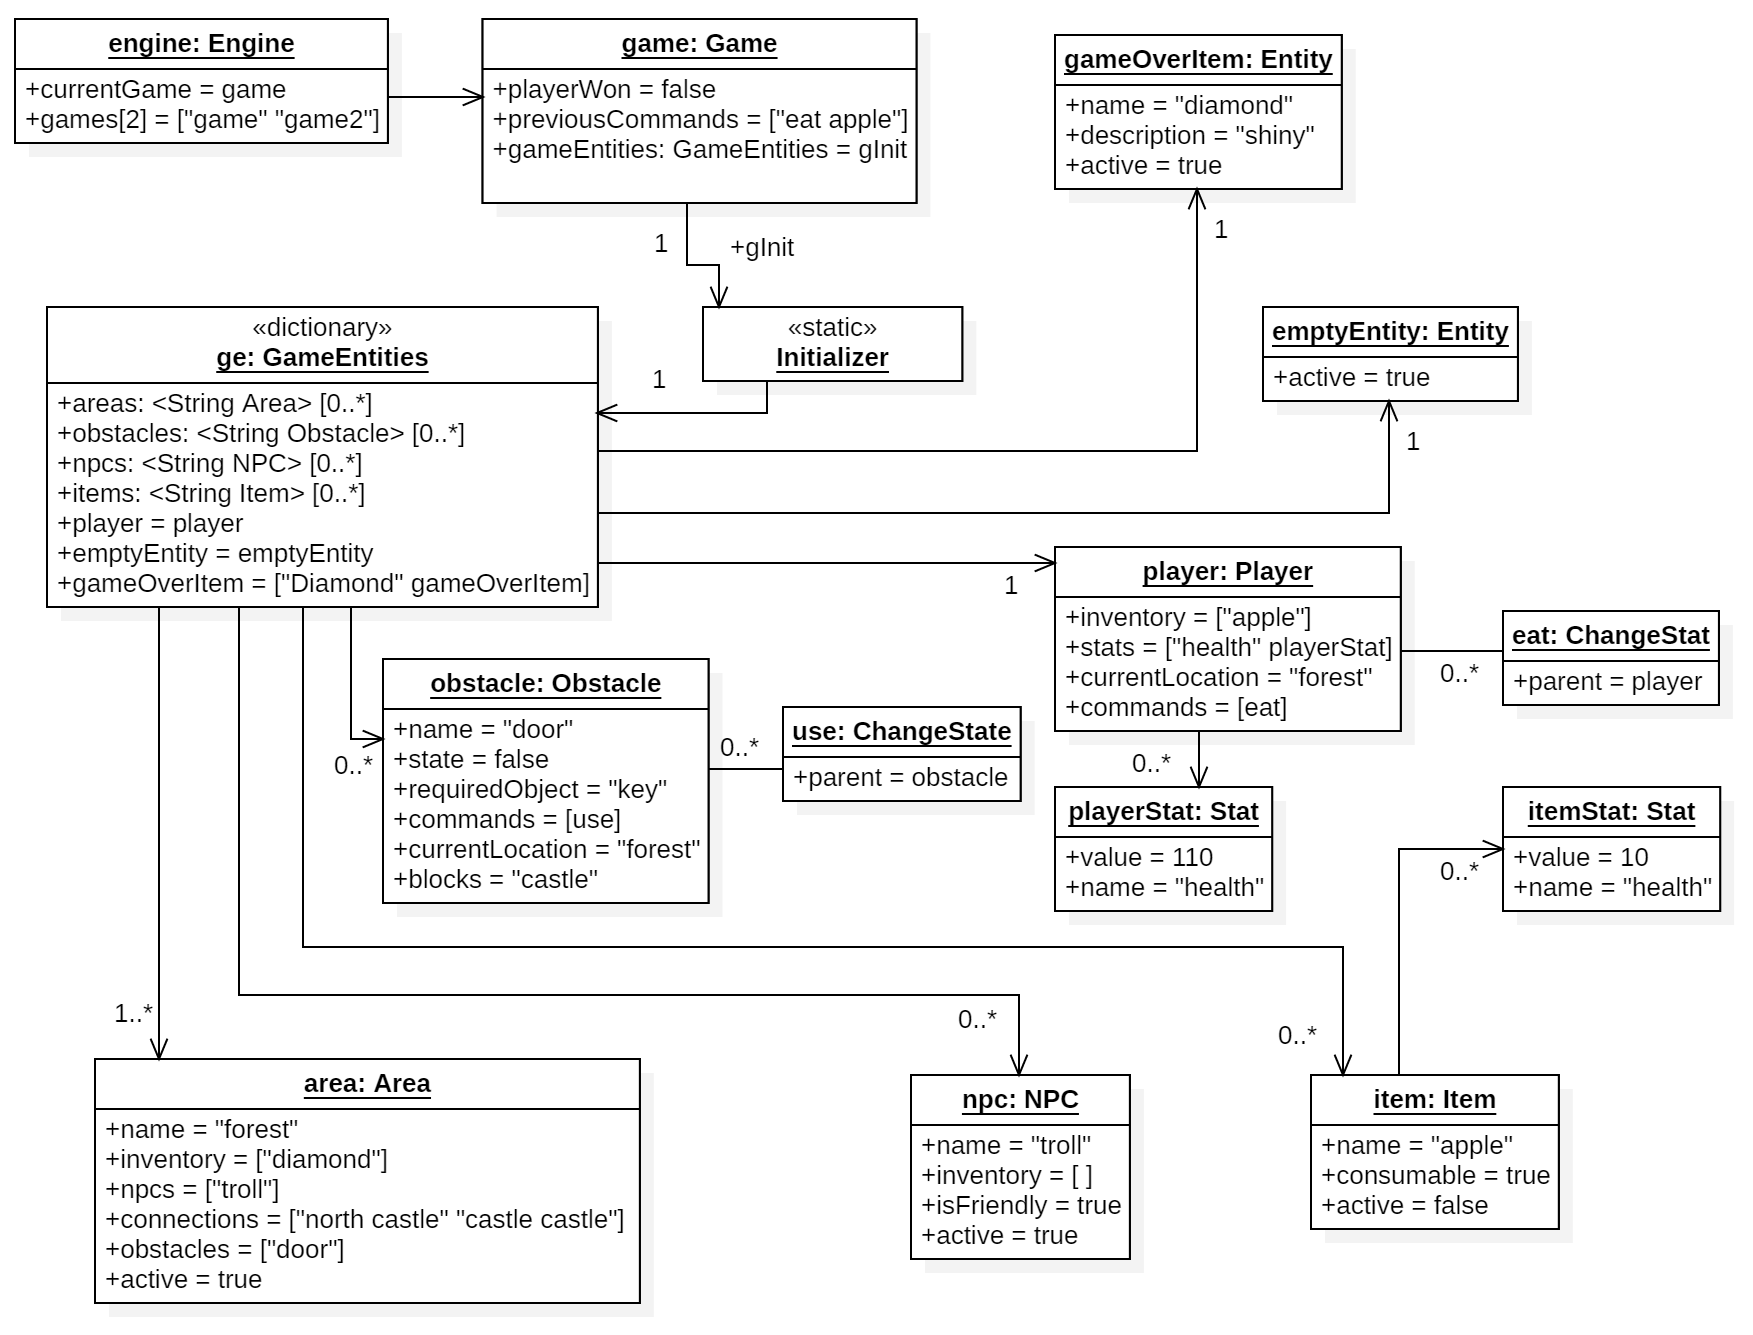 engine: Engine
+currentGame = game
+games[2] = ["game" "game2"]
game: Game
+playerWon = false
+previousCommands = ["eat apple"]
+gameEntities: GameEntities = gInit
gameOverItem: Entity
+name = "diamond"
+description = "shiny"
+active = true
1
+gInit
1
«dictionary»
ge: GameEntities
+areas: <String Area> [0..*]
+obstacles: <String Obstacle> [0..*]
+npcs: <String NPC> [0..*]
+items: <String Item> [0..*]
+player = player
+emptyEntity = emptyEntity
+gameOverItem = ["Diamond" gameOverItem]
«static»
Initializer
1
emptyEntity: Entity
+active = true
1
1
player: Player
+inventory = ["apple"]
+stats = ["health" playerStat]
+currentLocation = "forest"
+commands = [eat]
0..*
eat: ChangeStat
+parent = player
obstacle: Obstacle
+name = "door"
+state = false
+requiredObject = "key"
+commands = [use]
+currentLocation = "forest"
+blocks = "castle"
0..*
0..*
use: ChangeState
+parent = obstacle
0..*
playerStat: Stat
+value = 110
+name = "health"
itemStat: Stat
+value = 10
+name = "health"
0..*
1..*
0..*
0..*
area: Area
+name = "forest"
+inventory = ["diamond"]
+npcs = ["troll"]
+connections = ["north castle" "castle castle"]
+obstacles = ["door"]
+active = true
npc: NPC
+name = "troll"
+inventory = [ ]
+isFriendly = true
+active = true
item: Item
+name = "apple"
+consumable = true
+active = false